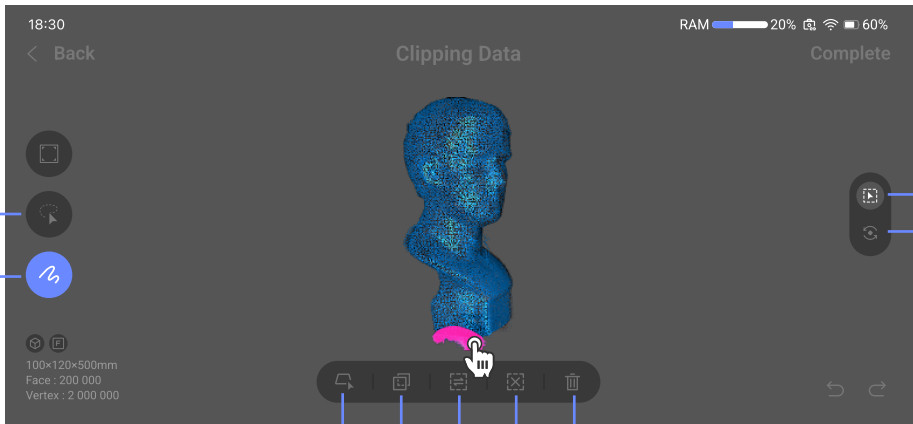 18:30
RAM 20% 60%
Back
Clipping Data
Complete
F
100×120×500mm
Face : 200 000
Vertex : 2 000 000